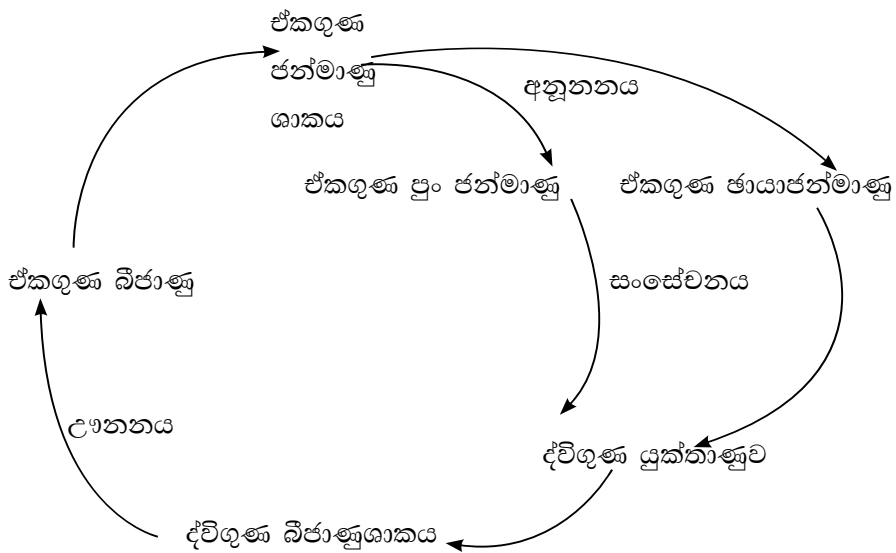 ඒකගුණ
ජන්මාණු
ශාකය
අනූනනය
ඒකගුණ පුං ජන්මාණු
ඒකගුණ ඡායාජන්මාණු
ඒකගුණ බීජාණු
සංසේචනය
ඌනනය
ද්විගුණ යුක්තාණුව
ද්විගුණ බීජාණුශාකය